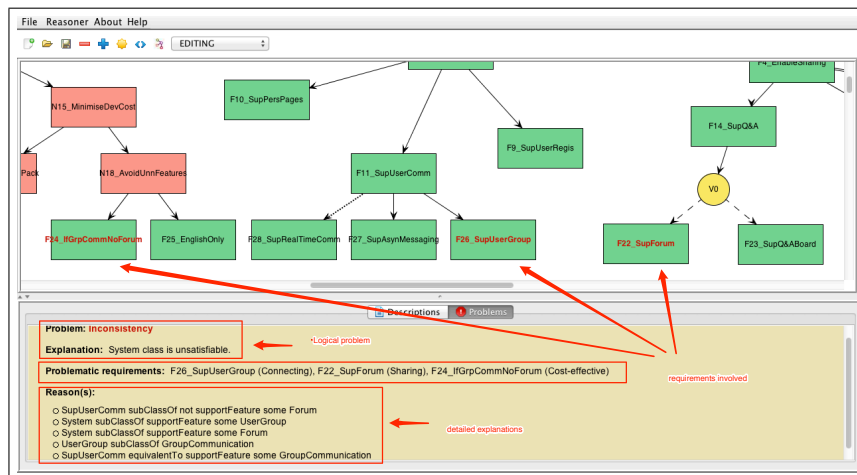 File Reasoner About Help
EDITING
F4_EnableSharing
N15_MinimiseDevCost
F10_SupPersPages
F14_SupQ&A
F9_SupUserRegis
Pack
N18_AvoidUnnFeatures
F11_SupUserComm
V0
F24_IfGrpCommNoForum
F25_EnglishOnly
F28_SupRealTimeComm
F27_SupAsynMessaging
F26_SupUserGroup
F22_SupForum
F23_SupQ&ABoard
Descriptions
Problems
Problem: Inconsistency
•Logical problem
Explanation: System class is unsatisfiable.
Problematic requirements: F26_SupUserGroup (Connecting), F22_SupForum (Sharing), F24_IfGrpCommNoForum (Cost-effective)
requirements involved
Reason(s):
SupUserComm subClassOf not supportFeature some Forum
System subClassOf supportFeature some UserGroup
detailed explanations
System subClassOf supportFeature some Forum
UserGroup subClassOf GroupCommunication
SupUserComm equivalentTo supportFeature some GroupCommunication